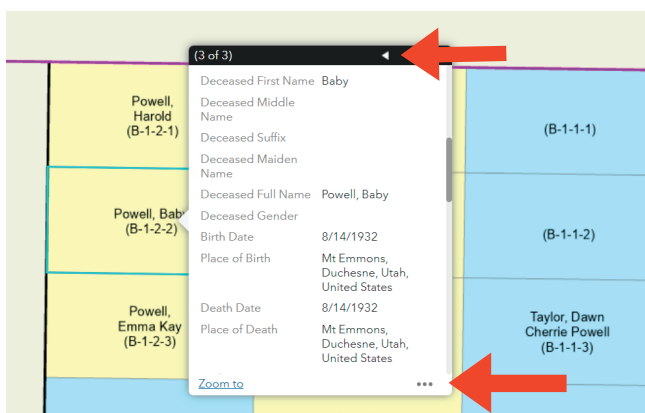 Powell,
Harold
(B-1-2-1)
Powell, Baby
(B-1-2-2)
Powell,
Emma Kay
(B-1-2-3)
(3 of 3)
Deceased First Name Baby
Deceased Middle
Name
Deceased Suffix
Deceased Maiden
Name
Deceased Full Name Powell, Baby
Deceased Gender
Birth Date 8/14/1932
Place of Birth Mt Emmons,
Duchesne, Utah,
United States
Death Date 8/14/1932
Place of Death Mt Emmons,
Duchesne, Utah,
United States
Zoom to
(B-1-1-1)
(B-1-1-2)
Taylor, Dawn
Cherrie Powell
(B-1-1-3)